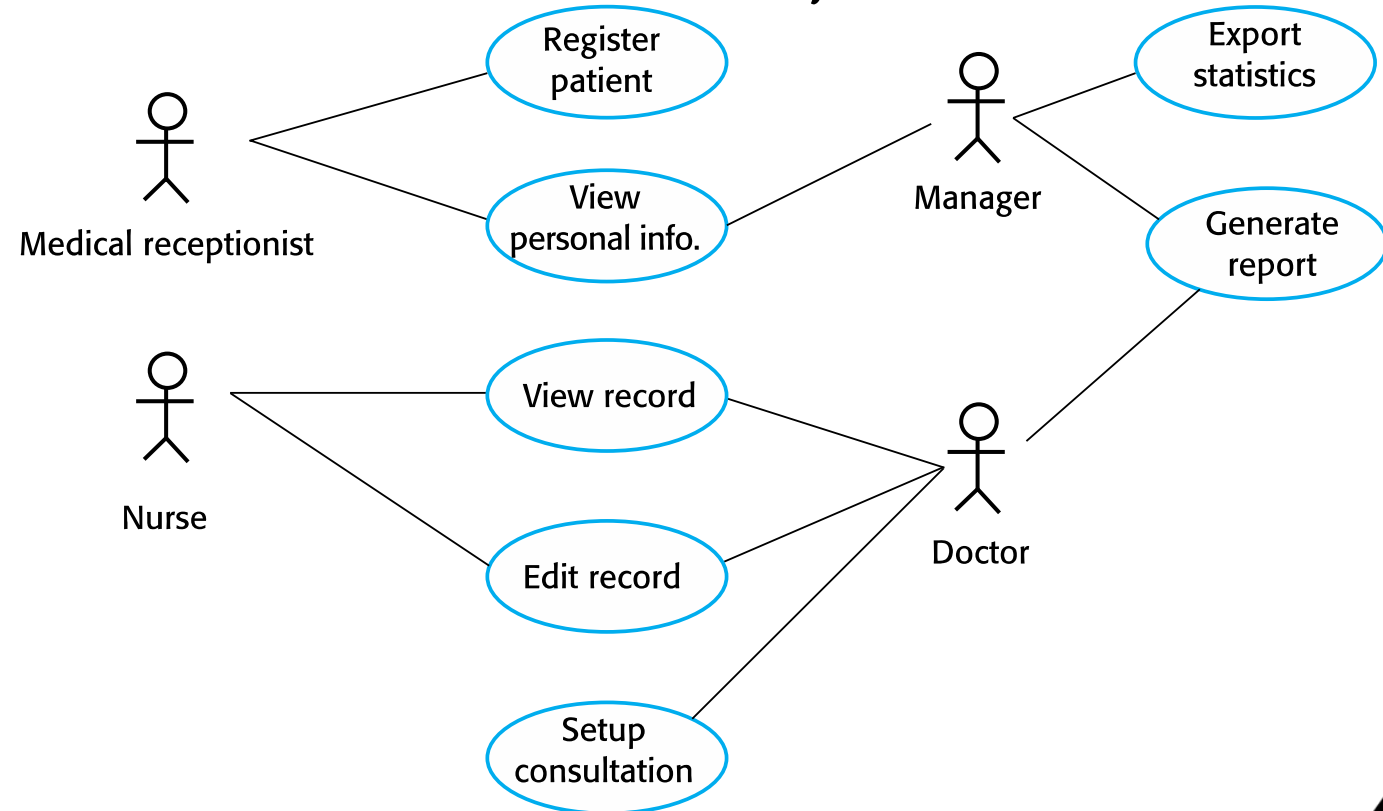 Register
patient
Export
statistics
View
personal info.
Manager
Medical receptionist
Generate
report
View record
Nurse
Edit record
Doctor
Setup
consultation